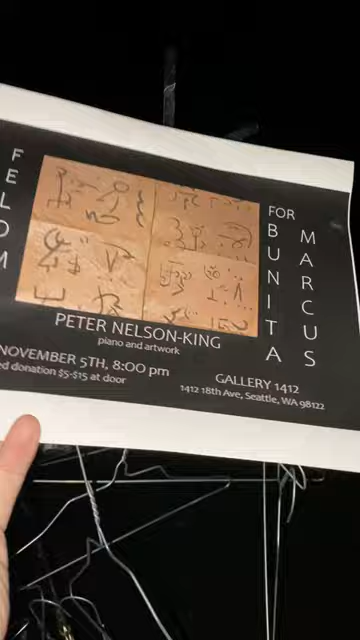 FELDM
FOR
BUNITA
MARCUS
PETER NELSON-KING
piano and artwork
NOVEMBER 5TH, 8:00 pm
donation $5-$15 at door
GALLERY 1412
1412 18th Ave, Seattle, WA 98122